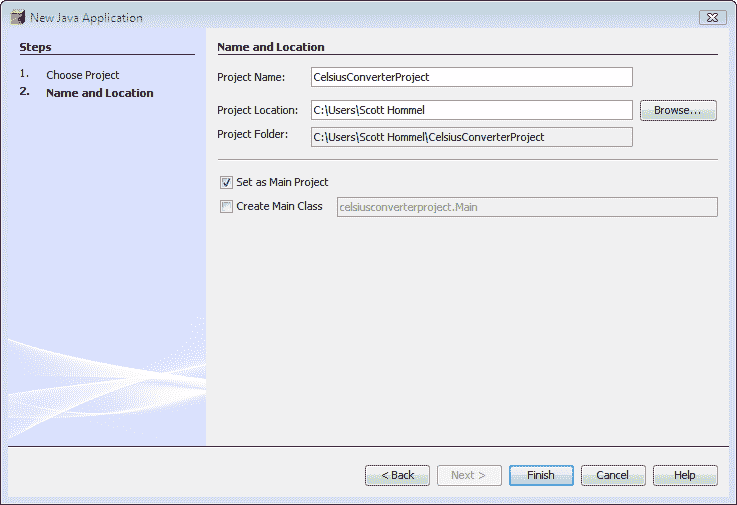 New Java Application
Steps
1. Choose Project
2. Name and Location
Name and Location
Project Name: CelsiusConverterProject
Project Location: C:\Users\Scott Hommel Browse...
Project Folder: C:\Users\Scott Hommel\CelsiusConverterProject
Set as Main Project
Create Main Class celsiusconverterproject.Main
< Back Next > Finish Cancel Help